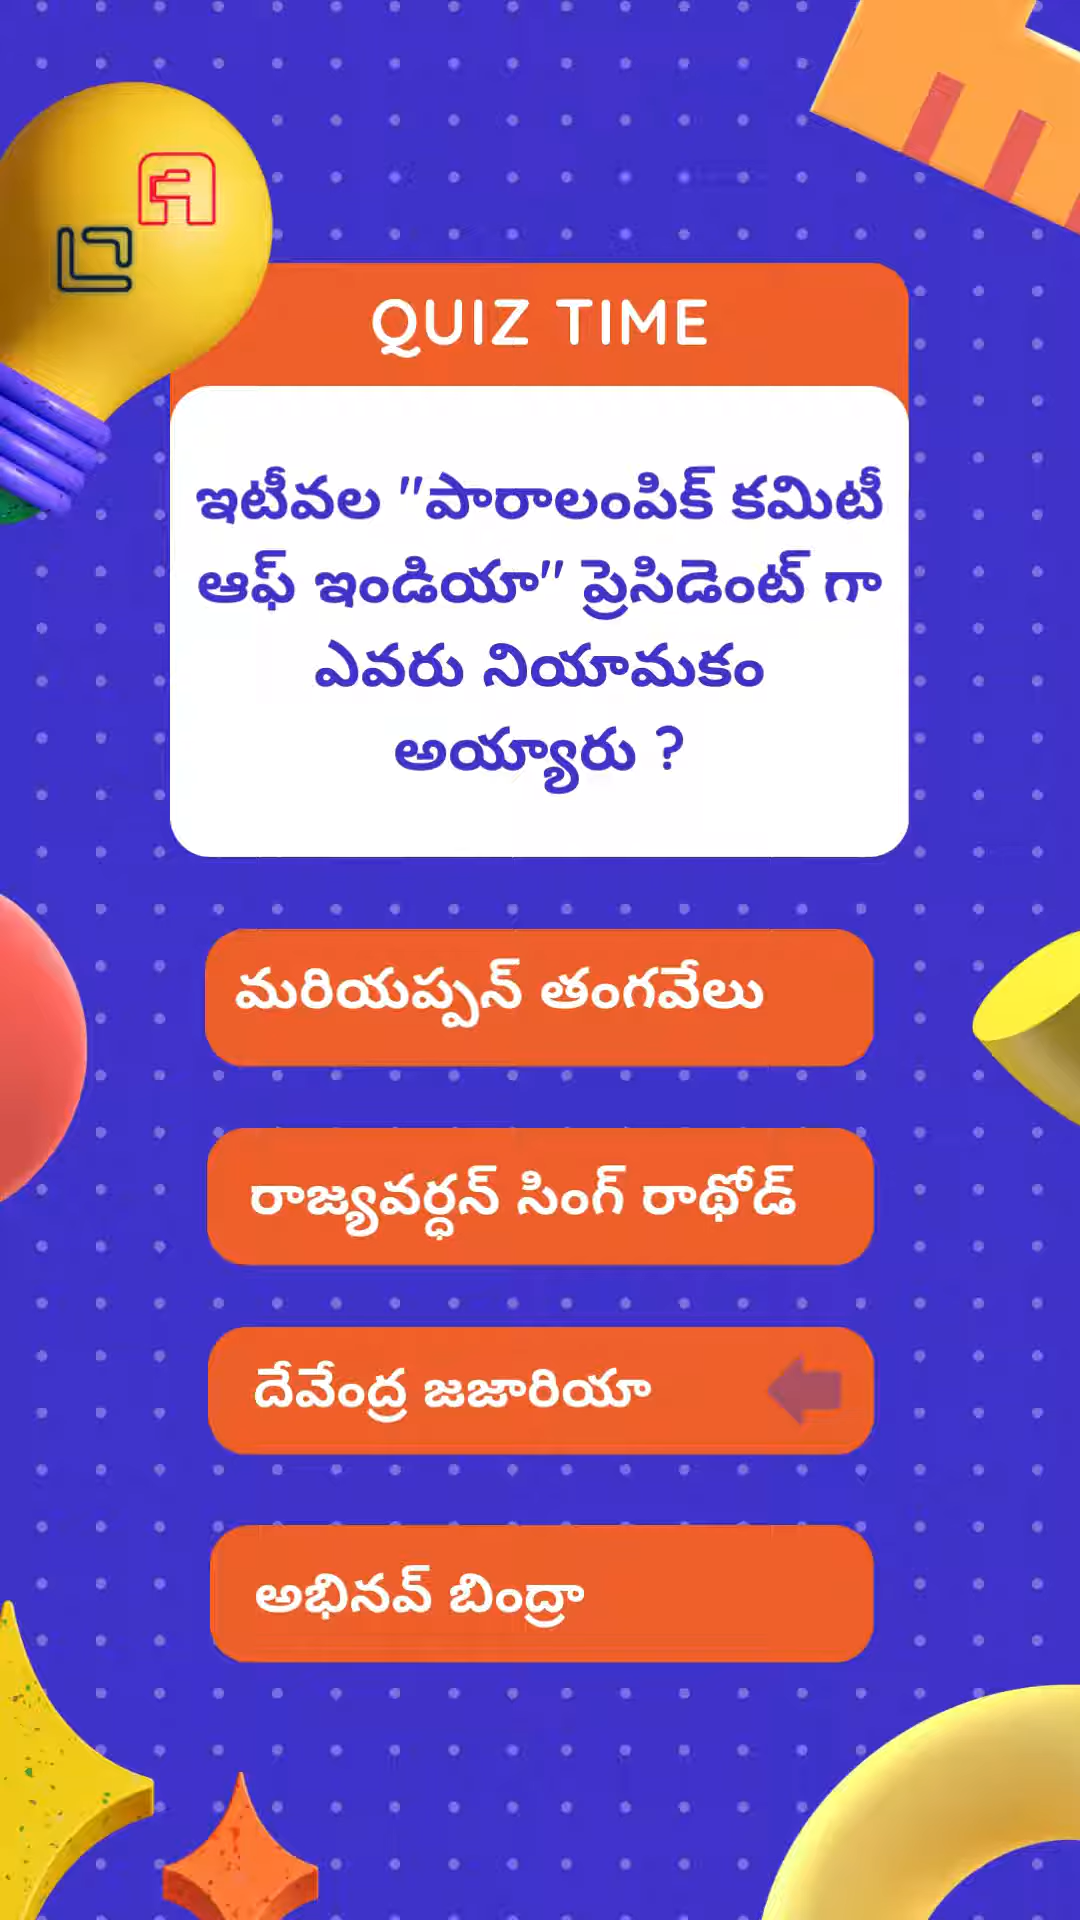 QUIZ TIME
ఇటీవల "పారాలంపిక్ కమిటీ
ఆఫ్ ఇండియా" ప్రెసిడెంట్ గా
ఎవరు నియామకం
అయ్యారు ?
మరియప్పన్ తంగవేలు
రాజ్యవర్ధన్ సింగ్ రాథోడ్
దేవేంద్ర జజారియా
అభినవ్ బింద్రా